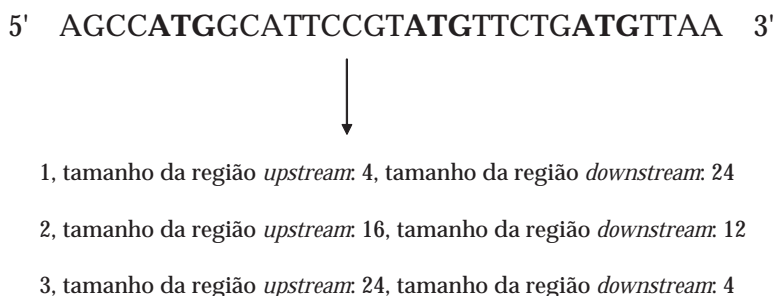 5' AGCCATGGCATTCCGTATGTTCTGATGTTAA 3'
1, tamanho da região upstream: 4, tamanho da região downstream: 24
2, tamanho da região upstream: 16, tamanho da região downstream: 12
3, tamanho da região upstream: 24, tamanho da região downstream: 4